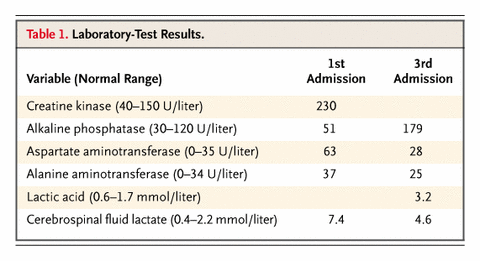 Table 1. Laboratory-Test Results.
Variable (Normal Range) 1st Admission 3rd Admission
Creatine kinase (40–150 U/liter) 230
Alkaline phosphatase (30–120 U/liter) 51 179
Aspartate aminotransferase (0–35 U/liter) 63 28
Alanine aminotransferase (0–34 U/liter) 37 25
Lactic acid (0.6–1.7 mmol/liter) 3.2
Cerebrospinal fluid lactate (0.4–2.2 mmol/liter) 7.4 4.6